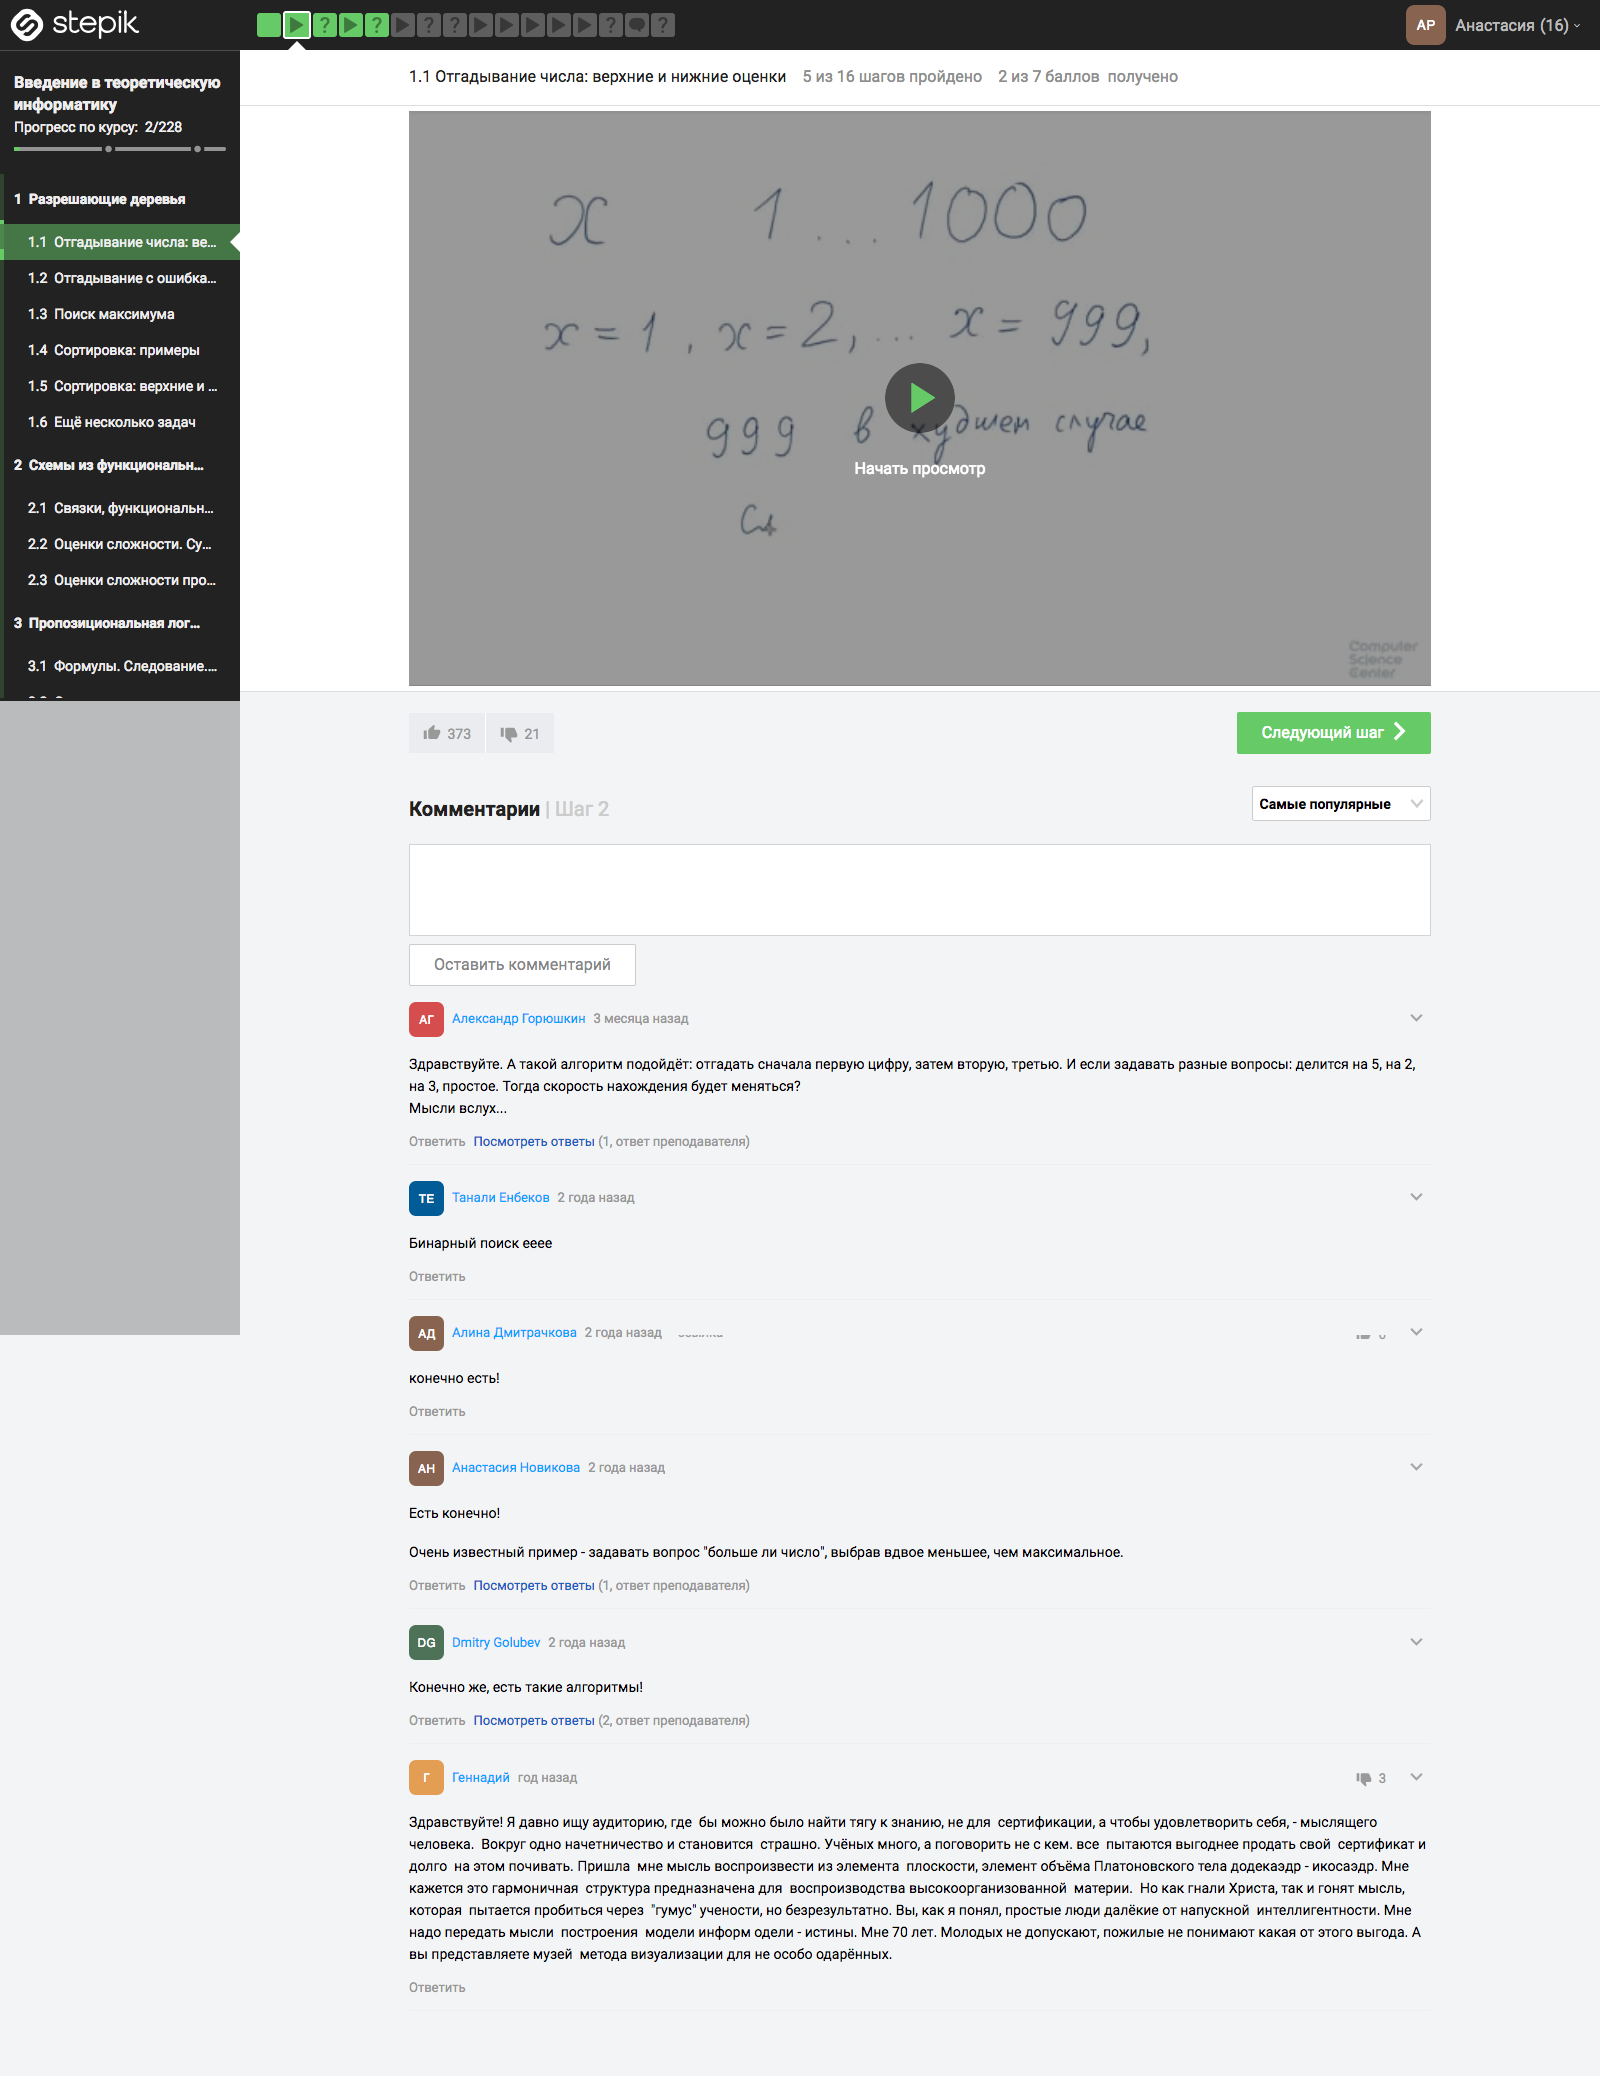 stepik
? ? ? ? ? ?
АР Анастасия (16)
Введение в теоретическую
информатику
Прогресс по курсу: 2/228
1 Разрешающие деревья
1.1 Отгадывание числа: ве...
1.2 Отгадывание с ошибка...
1.3 Поиск максимума
1.4 Сортировка: примеры
1.5 Сортировка: верхние и ...
1.6 Ещё несколько задач
2 Схемы из функциональн...
2.1 Связки, функциональн...
2.2 Оценки сложности. Су...
2.3 Оценки сложности про...
3 Пропозициональная лог...
3.1 Формулы. Следование....
1.1 Отгадывание числа: верхние и нижние оценки 5 из 16 шагов пройдено 2 из 7 баллов получено
x 1 ... 1000
x = 1 , x = 2, ... x = 999,
999 в худшем случае
Начать просмотр
Computer
Science
Center
373 21
Следующий шаг
Комментарии | Шаг 2
Самые популярные
Оставить комментарий
АГ Александр Горюшкин 3 месяца назад
Здравствуйте. А такой алгоритм подойдёт: отгадать сначала первую цифру, затем вторую, третью. И если задавать разные вопросы: делится на 5, на 2,
на 3, простое. Тогда скорость нахождения будет меняться?
Мысли вслух...
Ответить Посмотреть ответы (1, ответ преподавателя)
ТЕ Танали Енбеков 2 года назад
Бинарный поиск ееее
Ответить
АД Алина Дмитрачкова 2 года назад
конечно есть!
Ответить
АН Анастасия Новикова 2 года назад
Есть конечно!
Очень известный пример - задавать вопрос "больше ли число", выбрав вдвое меньшее, чем максимальное.
Ответить Посмотреть ответы (1, ответ преподавателя)
DG Dmitry Golubev 2 года назад
Конечно же, есть такие алгоритмы!
Ответить Посмотреть ответы (2, ответ преподавателя)
Г Геннадий год назад 3
Здравствуйте! Я давно ищу аудиторию, где бы можно было найти тягу к знанию, не для сертификации, а чтобы удовлетворить себя, - мыслящего
человека. Вокруг одно начетничество и становится страшно. Учёных много, а поговорить не с кем. все пытаются выгоднее продать свой сертификат и
долго на этом почивать. Пришла мне мысль воспроизвести из элемента плоскости, элемент объёма Платоновского тела додекаэдр - икосаэдр. Мне
кажется это гармоничная структура предназначена для воспроизводства высокоорганизованной материи. Но как гнали Христа, так и гонят мысль,
которая пытается пробиться через "гумус" учености, но безрезультатно. Вы, как я понял, простые люди далёкие от напускной интеллигентности. Мне
надо передать мысли построения модели информ одели - истины. Мне 70 лет. Молодых не допускают, пожилые не понимают какая от этого выгода. А
вы представляете музей метода визуализации для не особо одарённых.
Ответить